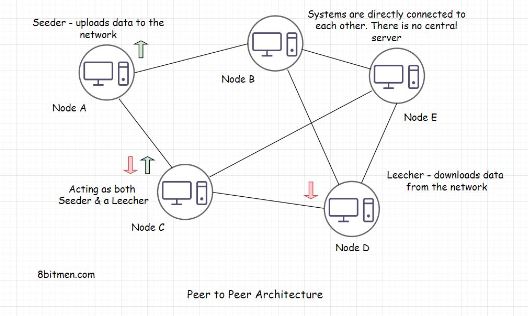 Seeder - uploads data to the
network
Systems are directly connected to
each other. There is no central
server
Node B
Node A
Node E
Leecher - downloads data
from the network
Acting as both
Seeder & a Leecher
Node C
Node D
8bitmen.com
Peer to Peer Architecture